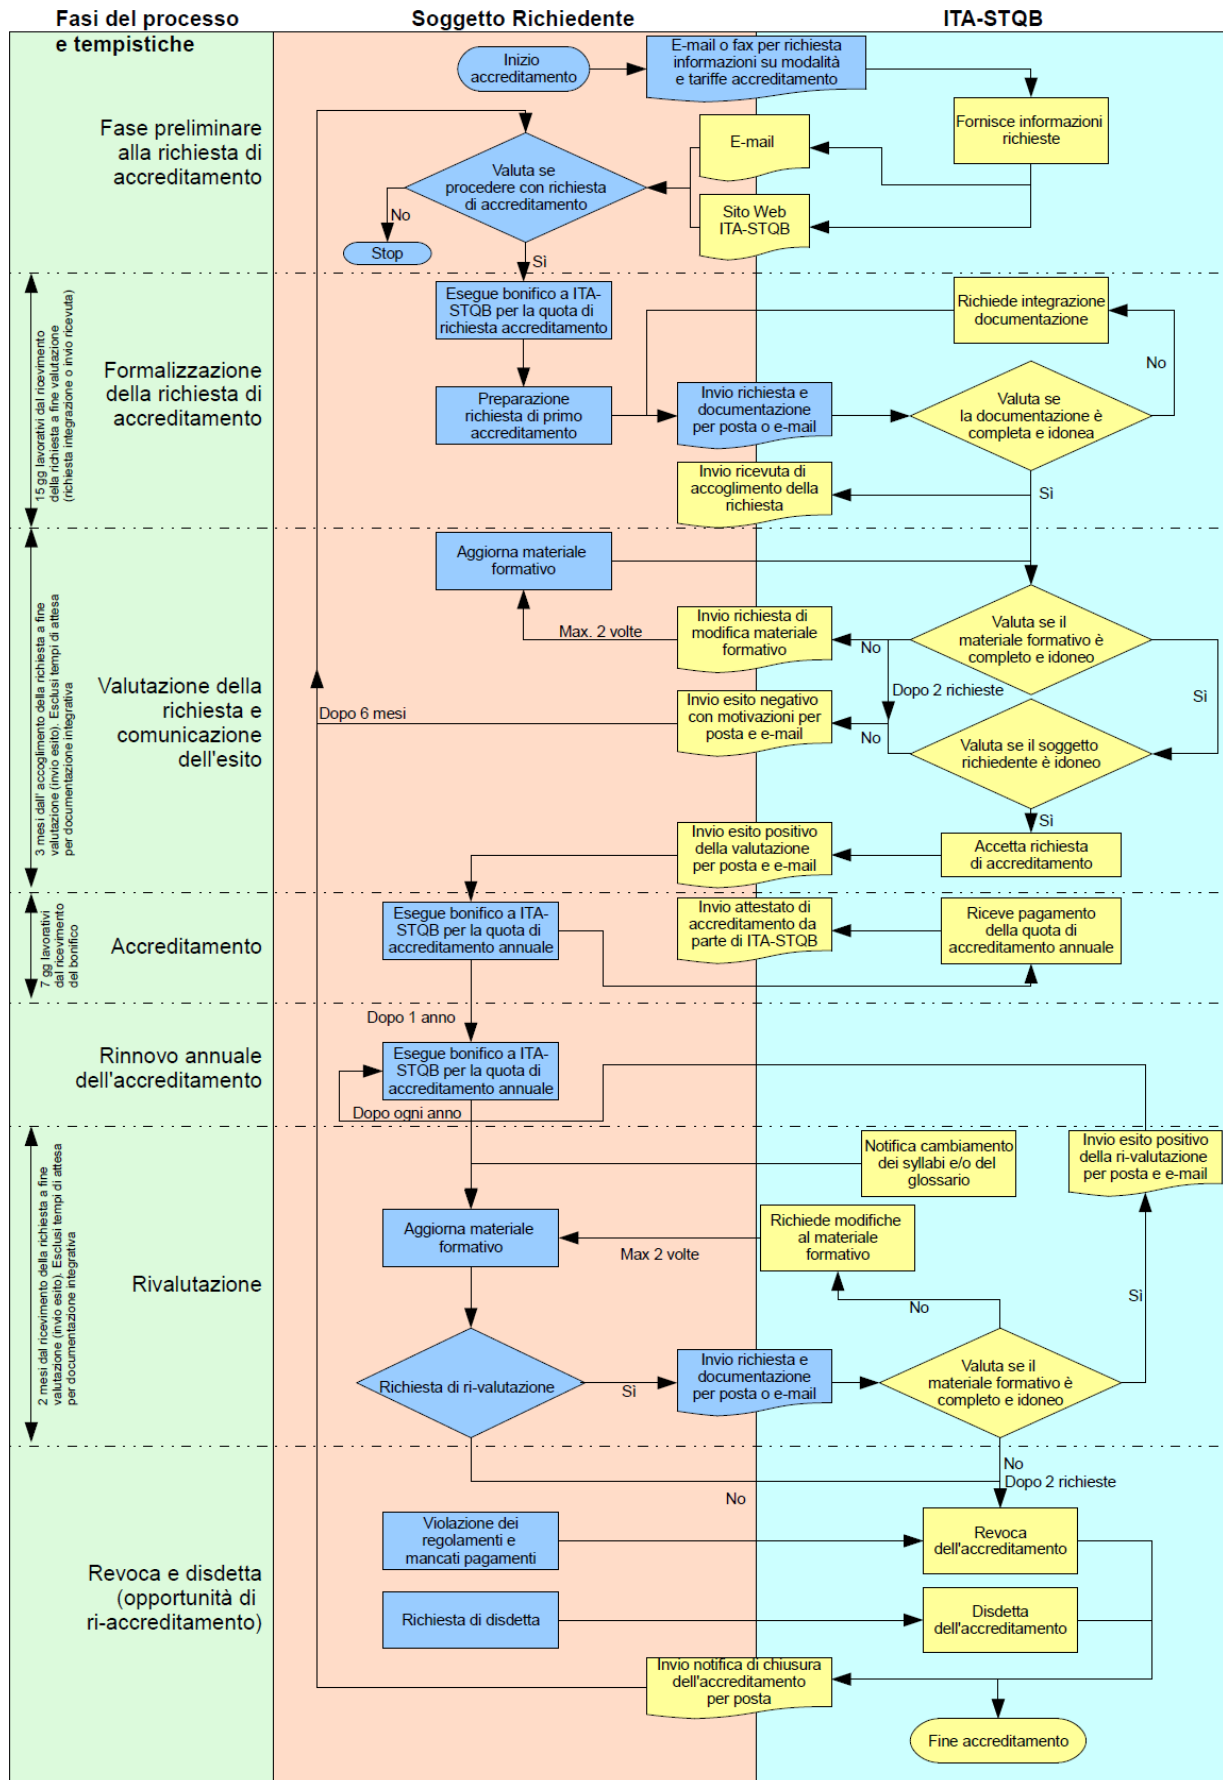 Fasi del processo
e tempistiche
Soggetto Richiedente
ITA-STQB
Fase preliminare
alla richiesta di
accreditamento
Inizio
accreditamento
E-mail o fax per richiesta
informazioni su modalità
e tariffe accreditamento
Fornisce informazioni
richieste
E-mail
Sito Web
ITA-STQB
Valuta se
procedere con richiesta
di accreditamento
No
Stop
Sì
15 gg lavorativi dal ricevimento
della richiesta a fine valutazione
(richiesta integrazione o invio ricevuta)
Formalizzazione
della richiesta di
accreditamento
Esegue bonifico a ITA-
STQB per la quota di
richiesta accreditamento
Richiede integrazione
documentazione
No
Preparazione
richiesta di primo
accreditamento
Invio richiesta e
documentazione
per posta o e-mail
Valuta se
la documentazione è
completa e idonea
Invio ricevuta di
accoglimento della
richiesta
Sì
3 mesi dall' accoglimento della richiesta a fine
valutazione (invio esito). Esclusi tempi di attesa
per documentazione integrativa
Valutazione della
richiesta e
comunicazione
dell'esito
Aggiorna materiale
formativo
Max. 2 volte
Invio richiesta di
modifica materiale
formativo
No
Valuta se il
materiale formativo è
completo e idoneo
Dopo 2 richieste
Sì
Dopo 6 mesi
Invio esito negativo
con motivazioni per
posta e e-mail
No
Valuta se il soggetto
richiedente è idoneo
Sì
Invio esito positivo
della valutazione
per posta e e-mail
Accetta richiesta
di accreditamento
7 gg lavorativi
dal ricevimento
del bonifico
Accreditamento
Esegue bonifico a ITA-
STQB per la quota di
accreditamento annuale
Invio attestato di
accreditamento da
parte di ITA-STQB
Riceve pagamento
della quota di
accreditamento annuale
Dopo 1 anno
Rinnovo annuale
dell'accreditamento
Esegue bonifico a ITA-
STQB per la quota di
accreditamento annuale
Dopo ogni anno
2 mesi dal ricevimento della richiesta a fine
valutazione (invio esito). Esclusi tempi di attesa
per documentazione integrativa
Rivalutazione
Notifica cambiamento
dei syllabi e/o del
glossario
Invio esito positivo
della ri-valutazione
per posta e e-mail
Aggiorna materiale
formativo
Max 2 volte
Richiede modifiche
al materiale
formativo
No
Sì
Richiesta di ri-valutazione
Sì
Invio richiesta e
documentazione
per posta o e-mail
Valuta se il
materiale formativo è
completo e idoneo
No
Dopo 2 richieste
No
Revoca e disdetta
(opportunità di
ri-accreditamento)
Violazione dei
regolamenti e
mancati pagamenti
Revoca
dell'accreditamento
Richiesta di disdetta
Disdetta
dell'accreditamento
Invio notifica di chiusura
dell'accreditamento
per posta
Fine accreditamento